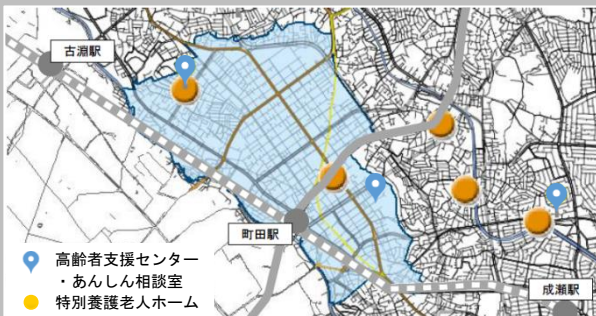 古淵駅
町田駅
成瀬駅
高齢者支援センター
・あんしん相談室
特別養護老人ホーム